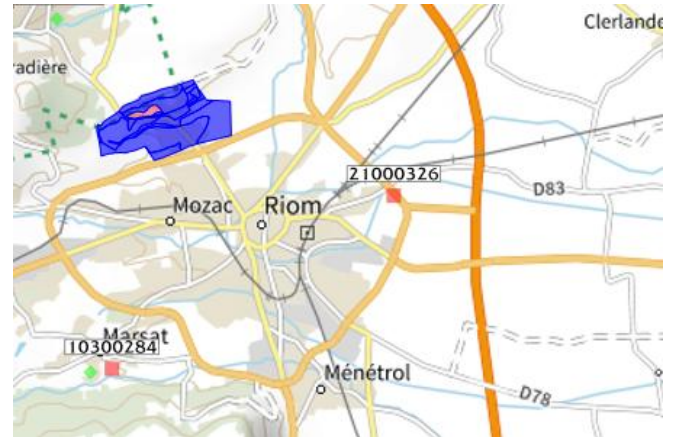 Clerlande
radière
21000326
D83
Mozac
Riom
Marsat
10300284
Ménétrol
D78